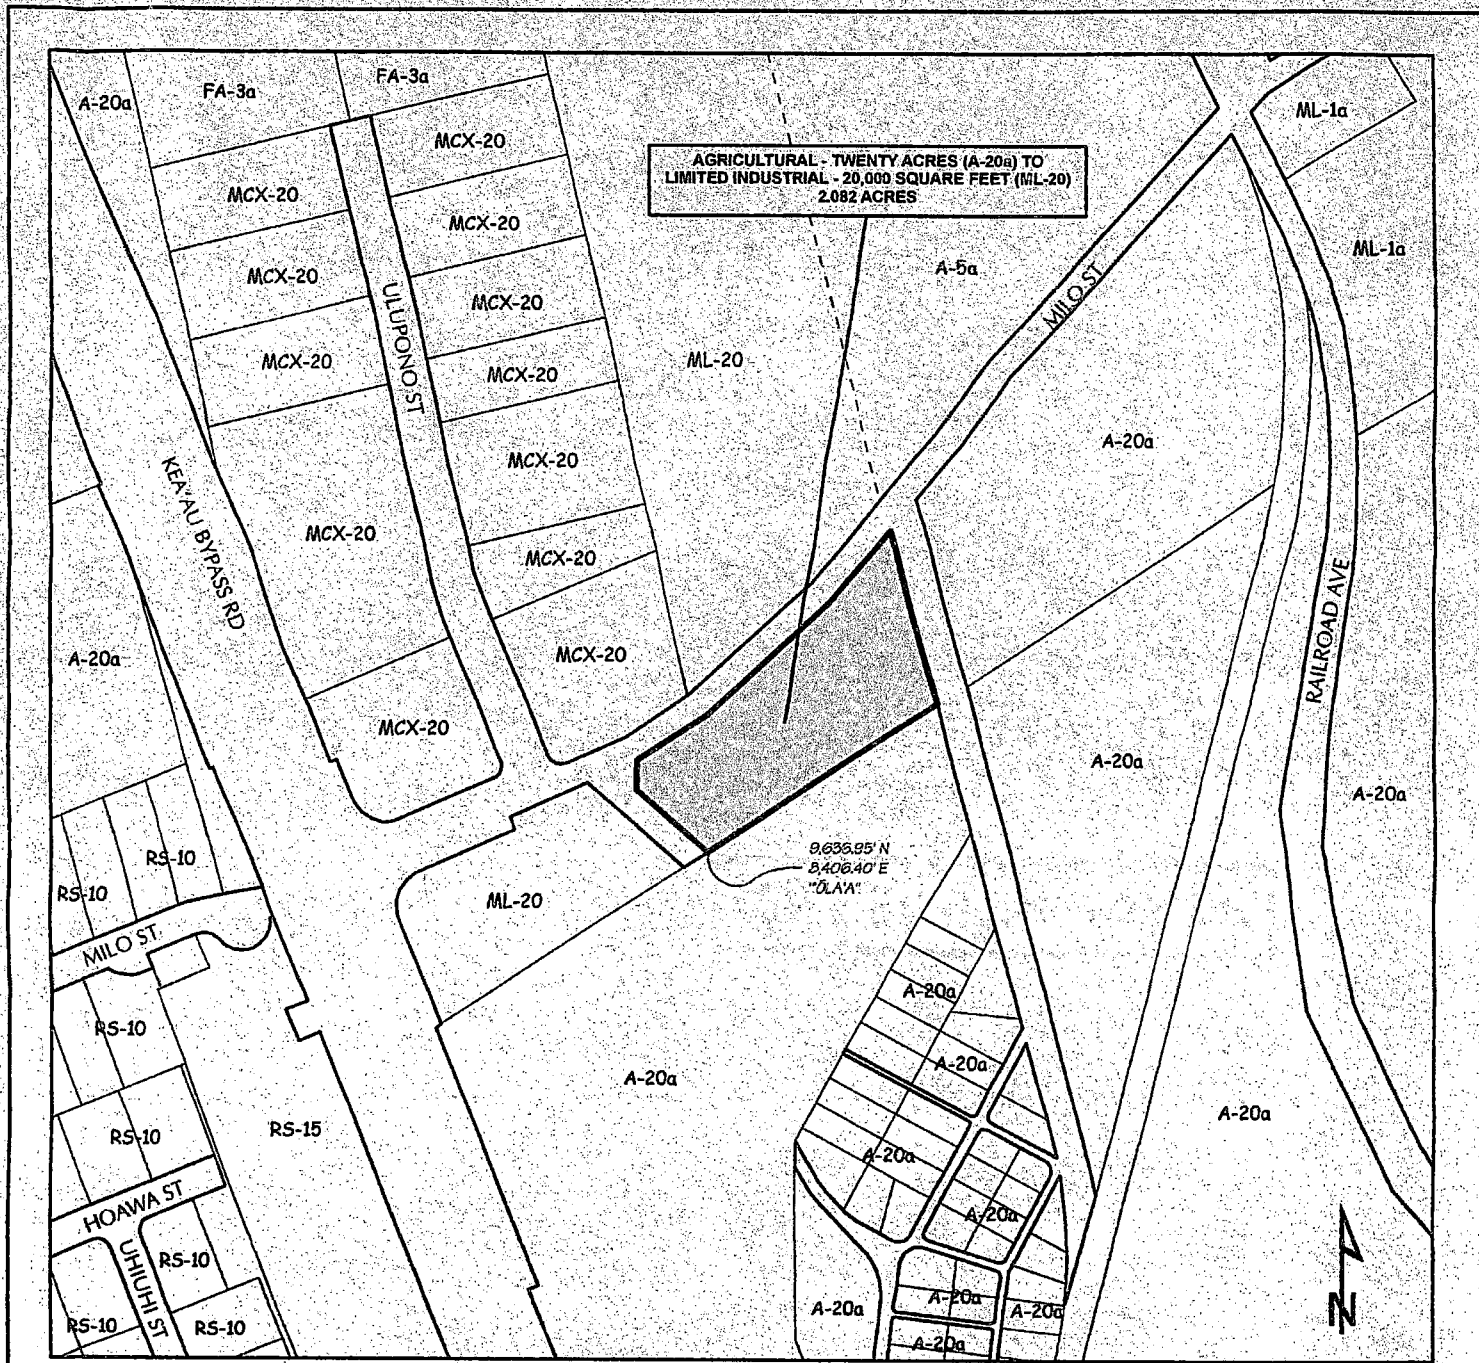 A-20a
FA-3a
FA-3a
MCX-20
ML-1a
AGRICULTURAL - TWENTY ACRES (A-20a) TO
LIMITED INDUSTRIAL - 20,000 SQUARE FEET (ML-20)
2.082 ACRES
MCX-20
MCX-20
ML-1a
A-5a
MCX-20
MCX-20
ULUPONO ST
MILO ST
MCX-20
ML-20
MCX-20
A-20a
MCX-20
KEA'AU BYPASS RD
MCX-20
MCX-20
RAILROAD AVE
A-20a
MCX-20
MCX-20
A-20a
A-20a
RS-10
RS-10
9,636.95' N
3,406.40' E
"ŌLA'A"
ML-20
MILO ST.
A-20a
RS-10
A-20a
A-20a
A-20a
RS-15
RS-10
A-20a
HOAWA ST
A-20a
UHIUHI ST
RS-10
A-20a
A-20a
A-20a
RS-10
RS-10
A-20a
N